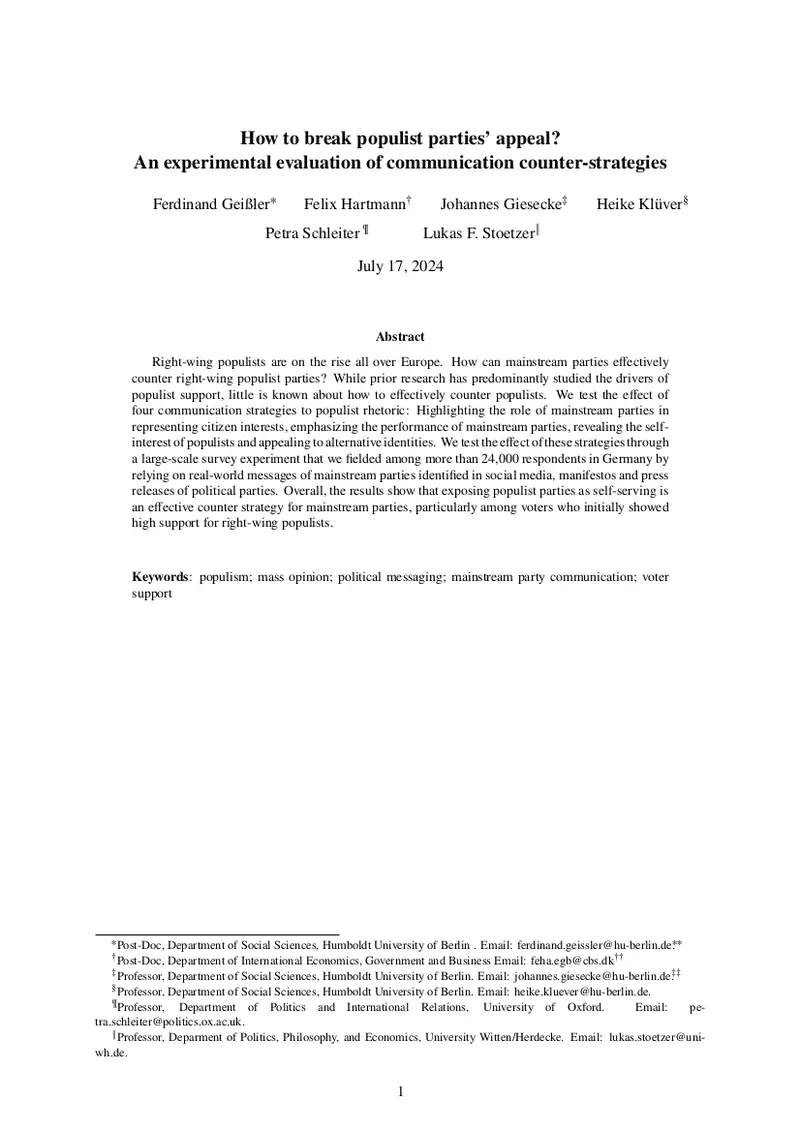 How to break populist parties’ appeal?
An experimental evaluation of communication counter-strategies
Ferdinand Geißler* Felix Hartmann† Johannes Giesecke‡ Heike Klüver§
Petra Schleiter¶ Lukas F. Stoetzer‖
July 17, 2024
Abstract
Right-wing populists are on the rise all over Europe. How can mainstream parties effectively
counter right-wing populist parties? While prior research has predominantly studied the drivers of
populist support, little is known about how to effectively counter populists. We test the effect of
four communication strategies to populist rhetoric: Highlighting the role of mainstream parties in
representing citizen interests, emphasizing the performance of mainstream parties, revealing the self-
interest of populists and appealing to alternative identities. We test the effect of these strategies through
a large-scale survey experiment that we fielded among more than 24,000 respondents in Germany by
relying on real-world messages of mainstream parties identified in social media, manifestos and press
releases of political parties. Overall, the results show that exposing populist parties as self-serving is
an effective counter strategy for mainstream parties, particularly among voters who initially showed
high support for right-wing populists.
Keywords: populism; mass opinion; political messaging; mainstream party communication; voter
support
*Post-Doc, Department of Social Sciences, Humboldt University of Berlin . Email: ferdinand.geissler@hu-berlin.de.**
†Post-Doc, Department of International Economics, Government and Business Email: feha.egb@cbs.dk††
‡Professor, Department of Social Sciences, Humboldt University of Berlin. Email: johannes.giesecke@hu-berlin.de.‡‡
§Professor, Department of Social Sciences, Humboldt University of Berlin. Email: heike.kluever@hu-berlin.de.
¶Professor, Department of Politics and International Relations, University of Oxford. Email: pe-
tra.schleiter@politics.ox.ac.uk.
‖Professor, Deparment of Politics, Philosophy, and Economics, University Witten/Herdecke. Email: lukas.stoetzer@uni-
wh.de.
1